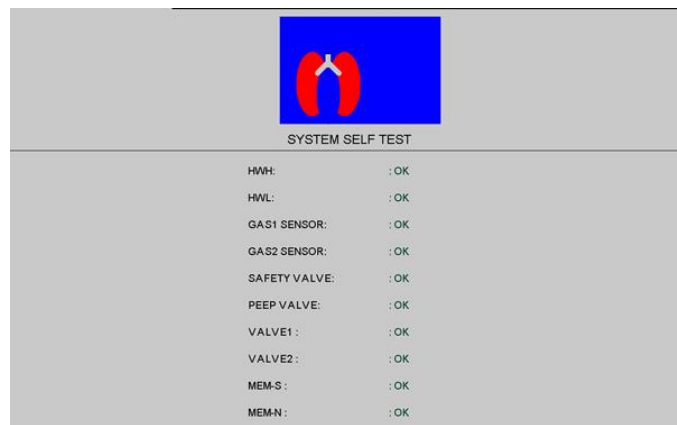 SYSTEM SELF TEST
HWH: : OK
HWL: : OK
GAS1 SENSOR: : OK
GAS2 SENSOR: : OK
SAFETY VALVE: : OK
PEEP VALVE: : OK
VALVE1 : : OK
VALVE2 : : OK
MEM-S : : OK
MEM-N : : OK